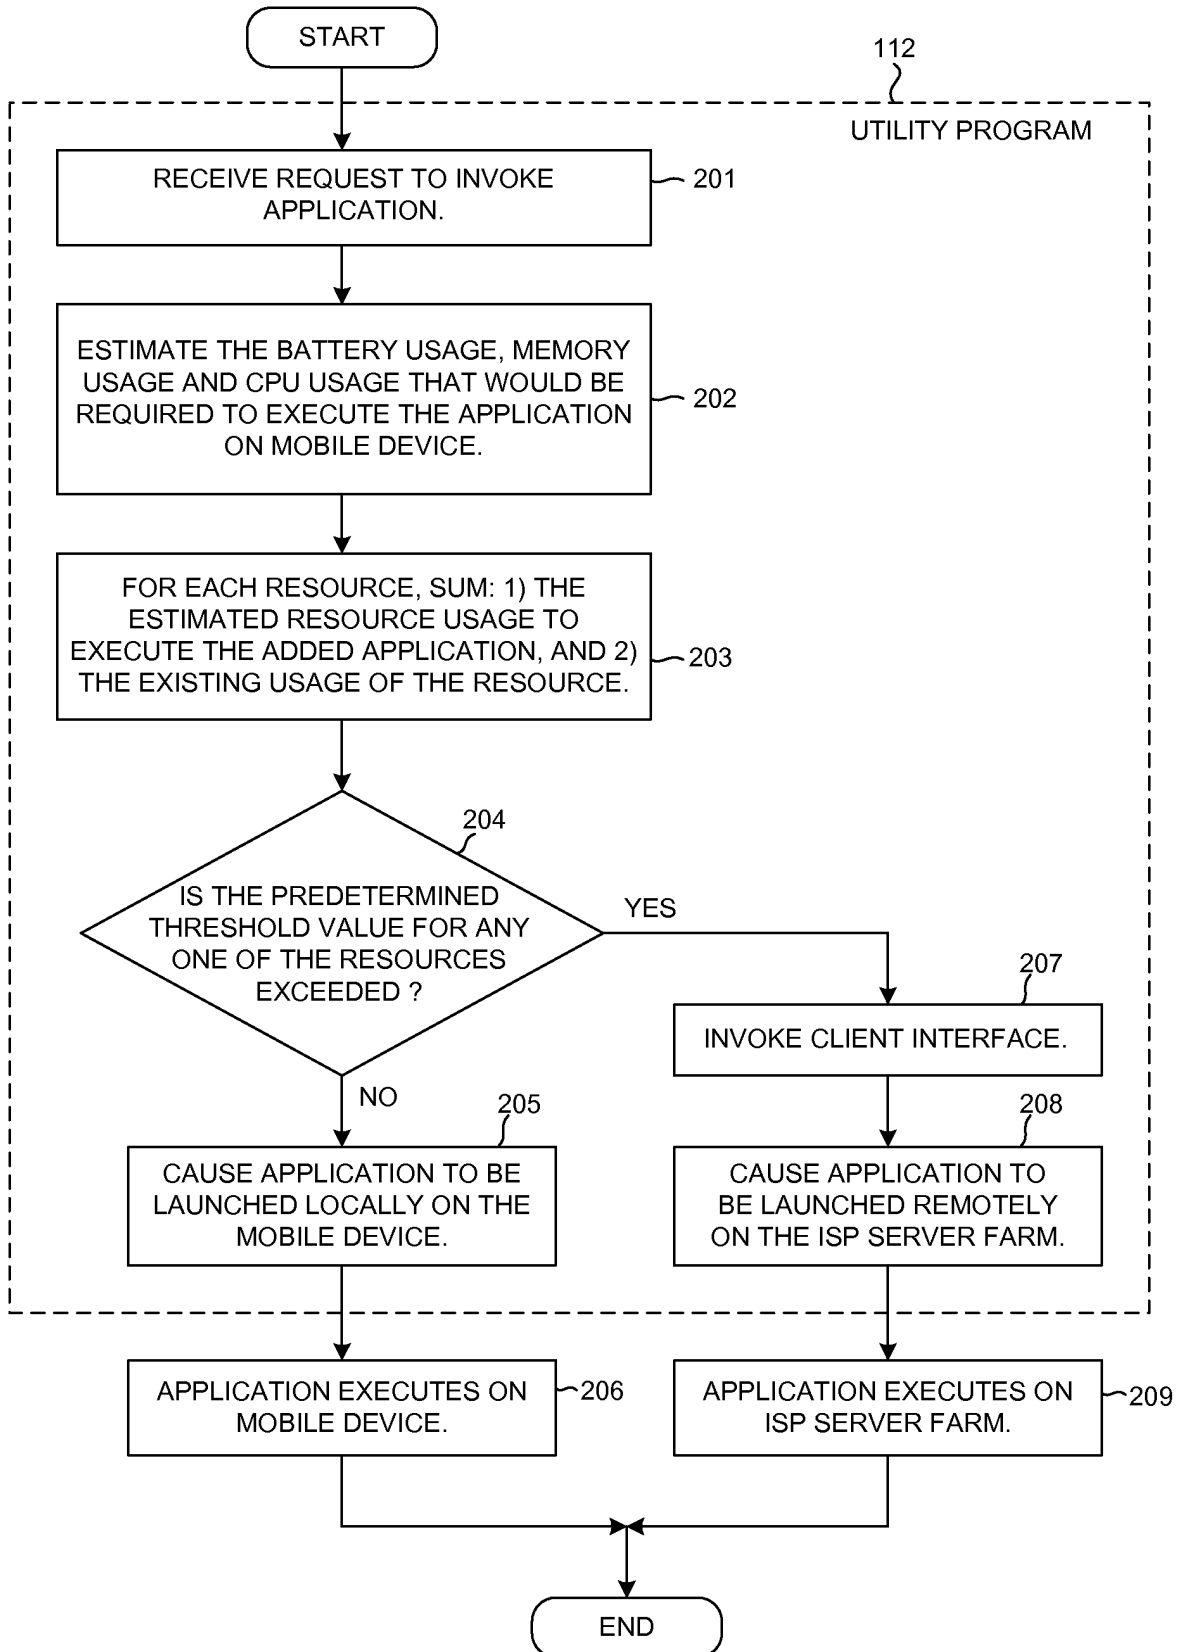 START
112
UTILITY PROGRAM
RECEIVE REQUEST TO INVOKE
APPLICATION.
201
ESTIMATE THE BATTERY USAGE, MEMORY
USAGE AND CPU USAGE THAT WOULD BE
REQUIRED TO EXECUTE THE APPLICATION
ON MOBILE DEVICE.
202
FOR EACH RESOURCE, SUM: 1) THE
ESTIMATED RESOURCE USAGE TO
EXECUTE THE ADDED APPLICATION, AND 2)
THE EXISTING USAGE OF THE RESOURCE.
203
204
IS THE PREDETERMINED
THRESHOLD VALUE FOR ANY
ONE OF THE RESOURCES
EXCEEDED ?
YES
NO
207
INVOKE CLIENT INTERFACE.
205
CAUSE APPLICATION TO BE
LAUNCHED LOCALLY ON THE
MOBILE DEVICE.
208
CAUSE APPLICATION TO
BE LAUNCHED REMOTELY
ON THE ISP SERVER FARM.
APPLICATION EXECUTES ON
MOBILE DEVICE.
206
APPLICATION EXECUTES ON
ISP SERVER FARM.
209
END